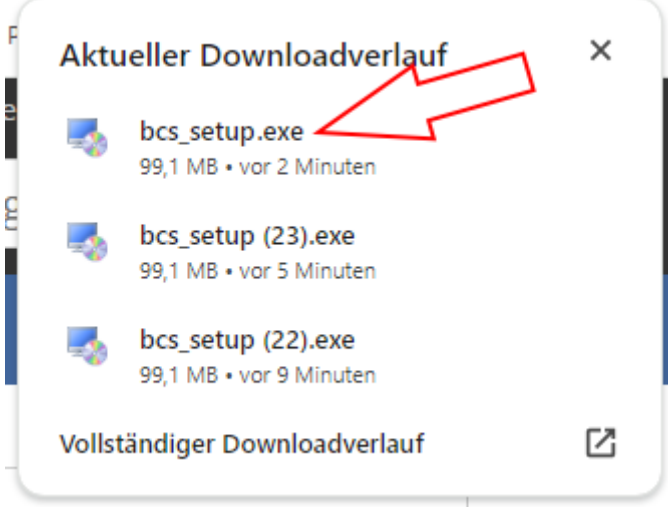 Aktueller Downloadverlauf
bcs_setup.exe
99,1 MB • vor 2 Minuten
bcs_setup (23).exe
99,1 MB • vor 5 Minuten
bcs_setup (22).exe
99,1 MB • vor 9 Minuten
Vollständiger Downloadverlauf